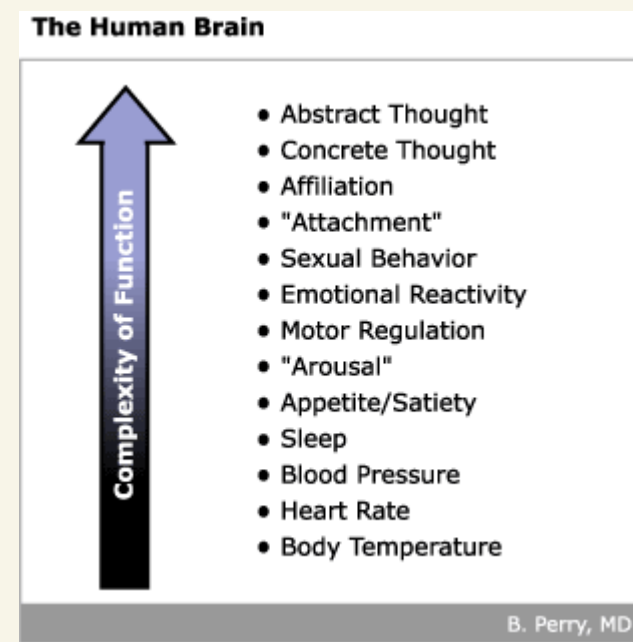 The Human Brain
Complexity of Function
• Abstract Thought
• Concrete Thought
• Affiliation
• "Attachment"
• Sexual Behavior
• Emotional Reactivity
• Motor Regulation
• "Arousal"
• Appetite/Satiety
• Sleep
• Blood Pressure
• Heart Rate
• Body Temperature
B. Perry, MD